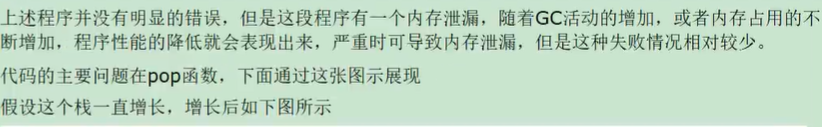 上述程序并没有明显的错误，但是这段程序有一个内存泄漏，随着GC活动的增加，或者内存占用的不
断增加，程序性能的降低就会表现出来，严重时可导致内存泄漏，但是这种失败情况相对较少。
代码的主要问题在pop函数，下面通过这张图示展现
假设这个栈一直增长，增长后如下图所示